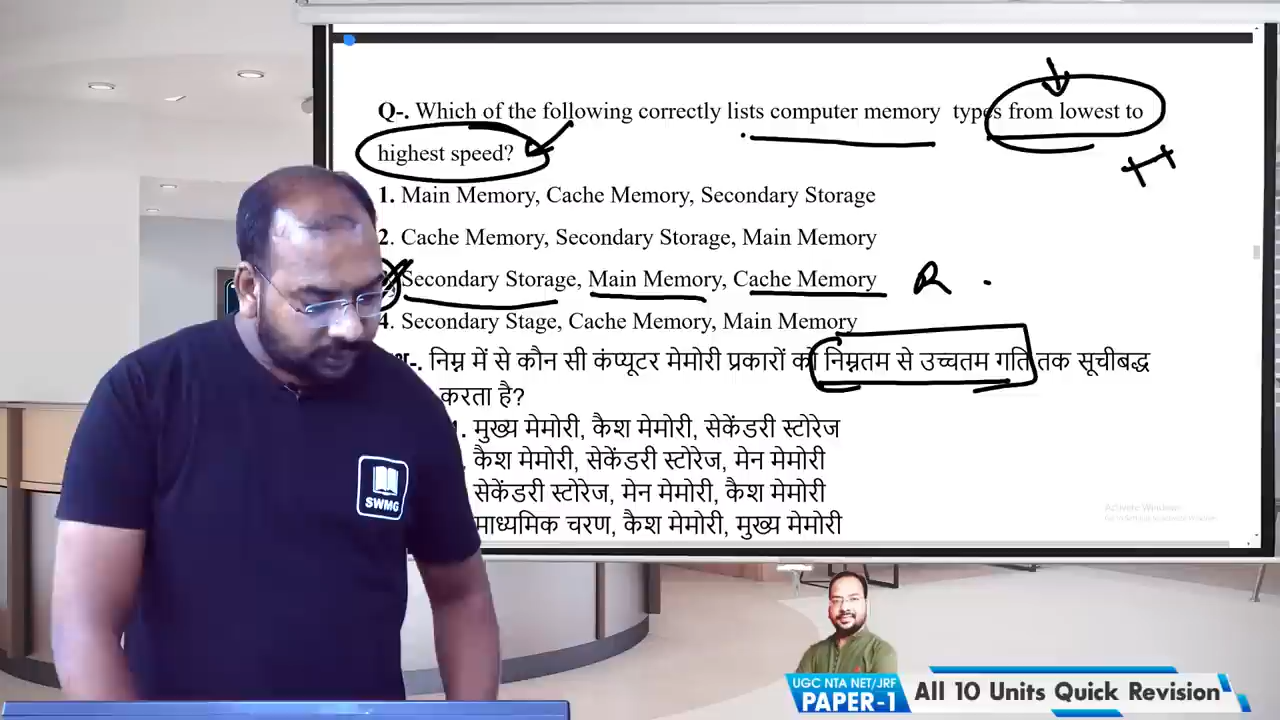 Q-. Which of the following correctly lists computer memory types from lowest to
highest speed?
1. Main Memory, Cache Memory, Secondary Storage
2. Cache Memory, Secondary Storage, Main Memory
Secondary Storage, Main Memory, Cache Memory R .
4. Secondary Stage, Cache Memory, Main Memory
-. निम्न में से कौन सी कंप्यूटर मेमोरी प्रकारों को निम्नतम से उच्चतम गति तक सूचीबद्ध
करता है?
1. मुख्य मेमोरी, कैश मेमोरी, सेकेंडरी स्टोरेज
कैश मेमोरी, सेकेंडरी स्टोरेज, मेन मेमोरी
सेकेंडरी स्टोरेज, मेन मेमोरी, कैश मेमोरी
माध्यमिक चरण, कैश मेमोरी, मुख्य मेमोरी
Activate Windows
SWMG
UGC NTA NET/JRF
PAPER-1
All 10 Units Quick Revision